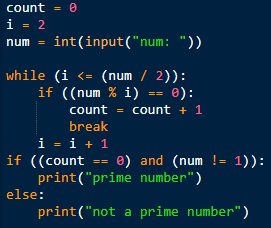 count = 0
i = 2
num = int(input("num: "))
while (i <= (num / 2)):
if ((num % i) == 0):
count = count + 1
break
i = i + 1
if ((count == 0) and (num != 1)):
print("prime number")
else:
print("not a prime number")